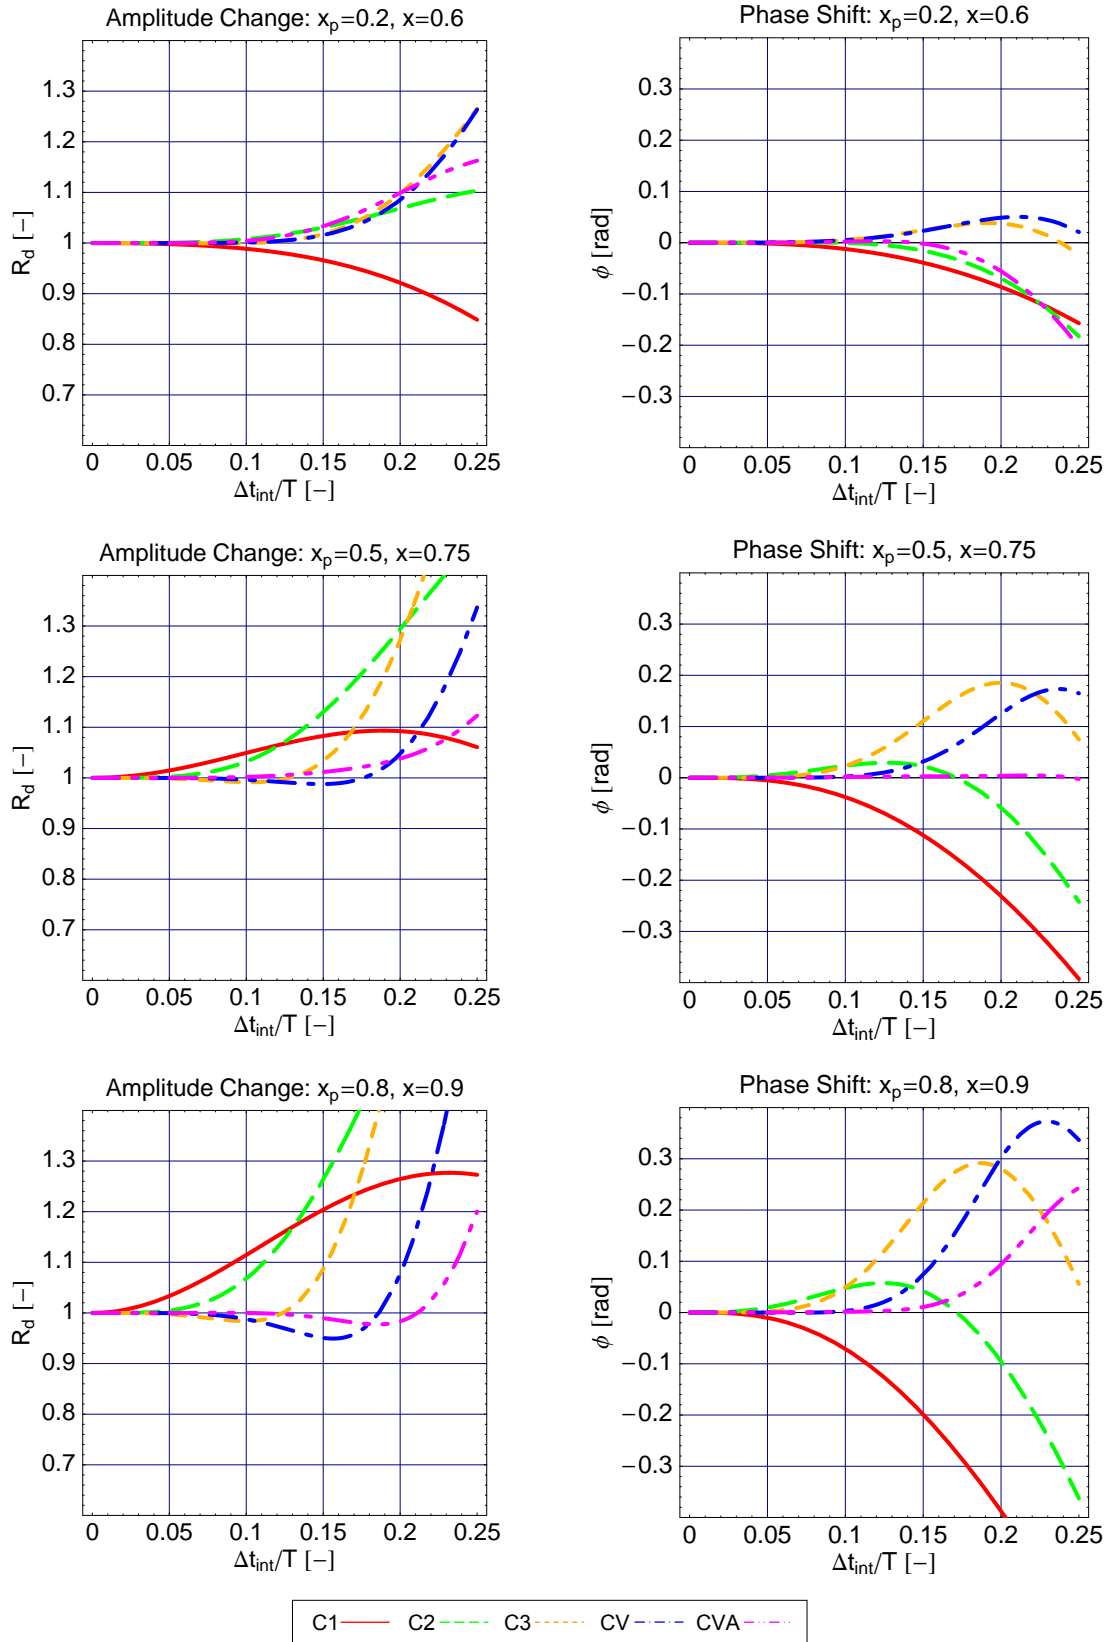 Amplitude Change: xp=0.2, x=0.6
1.3
1.2
1.1
1
0.9
0.8
0.7
Rd [−]
0 0.05 0.1 0.15 0.2 0.25
Δtint/T [−]
Phase Shift: xp=0.2, x=0.6
0.3
0.2
0.1
0
−0.1
−0.2
−0.3
ϕ [rad]
0 0.05 0.1 0.15 0.2 0.25
Δtint/T [−]
Amplitude Change: xp=0.5, x=0.75
1.3
1.2
1.1
1
0.9
0.8
0.7
Rd [−]
0 0.05 0.1 0.15 0.2 0.25
Δtint/T [−]
Phase Shift: xp=0.5, x=0.75
0.3
0.2
0.1
0
−0.1
−0.2
−0.3
ϕ [rad]
0 0.05 0.1 0.15 0.2 0.25
Δtint/T [−]
Amplitude Change: xp=0.8, x=0.9
1.3
1.2
1.1
1
0.9
0.8
0.7
Rd [−]
0 0.05 0.1 0.15 0.2 0.25
Δtint/T [−]
Phase Shift: xp=0.8, x=0.9
0.3
0.2
0.1
0
−0.1
−0.2
−0.3
ϕ [rad]
0 0.05 0.1 0.15 0.2 0.25
Δtint/T [−]
C1 C2 C3 CV CVA